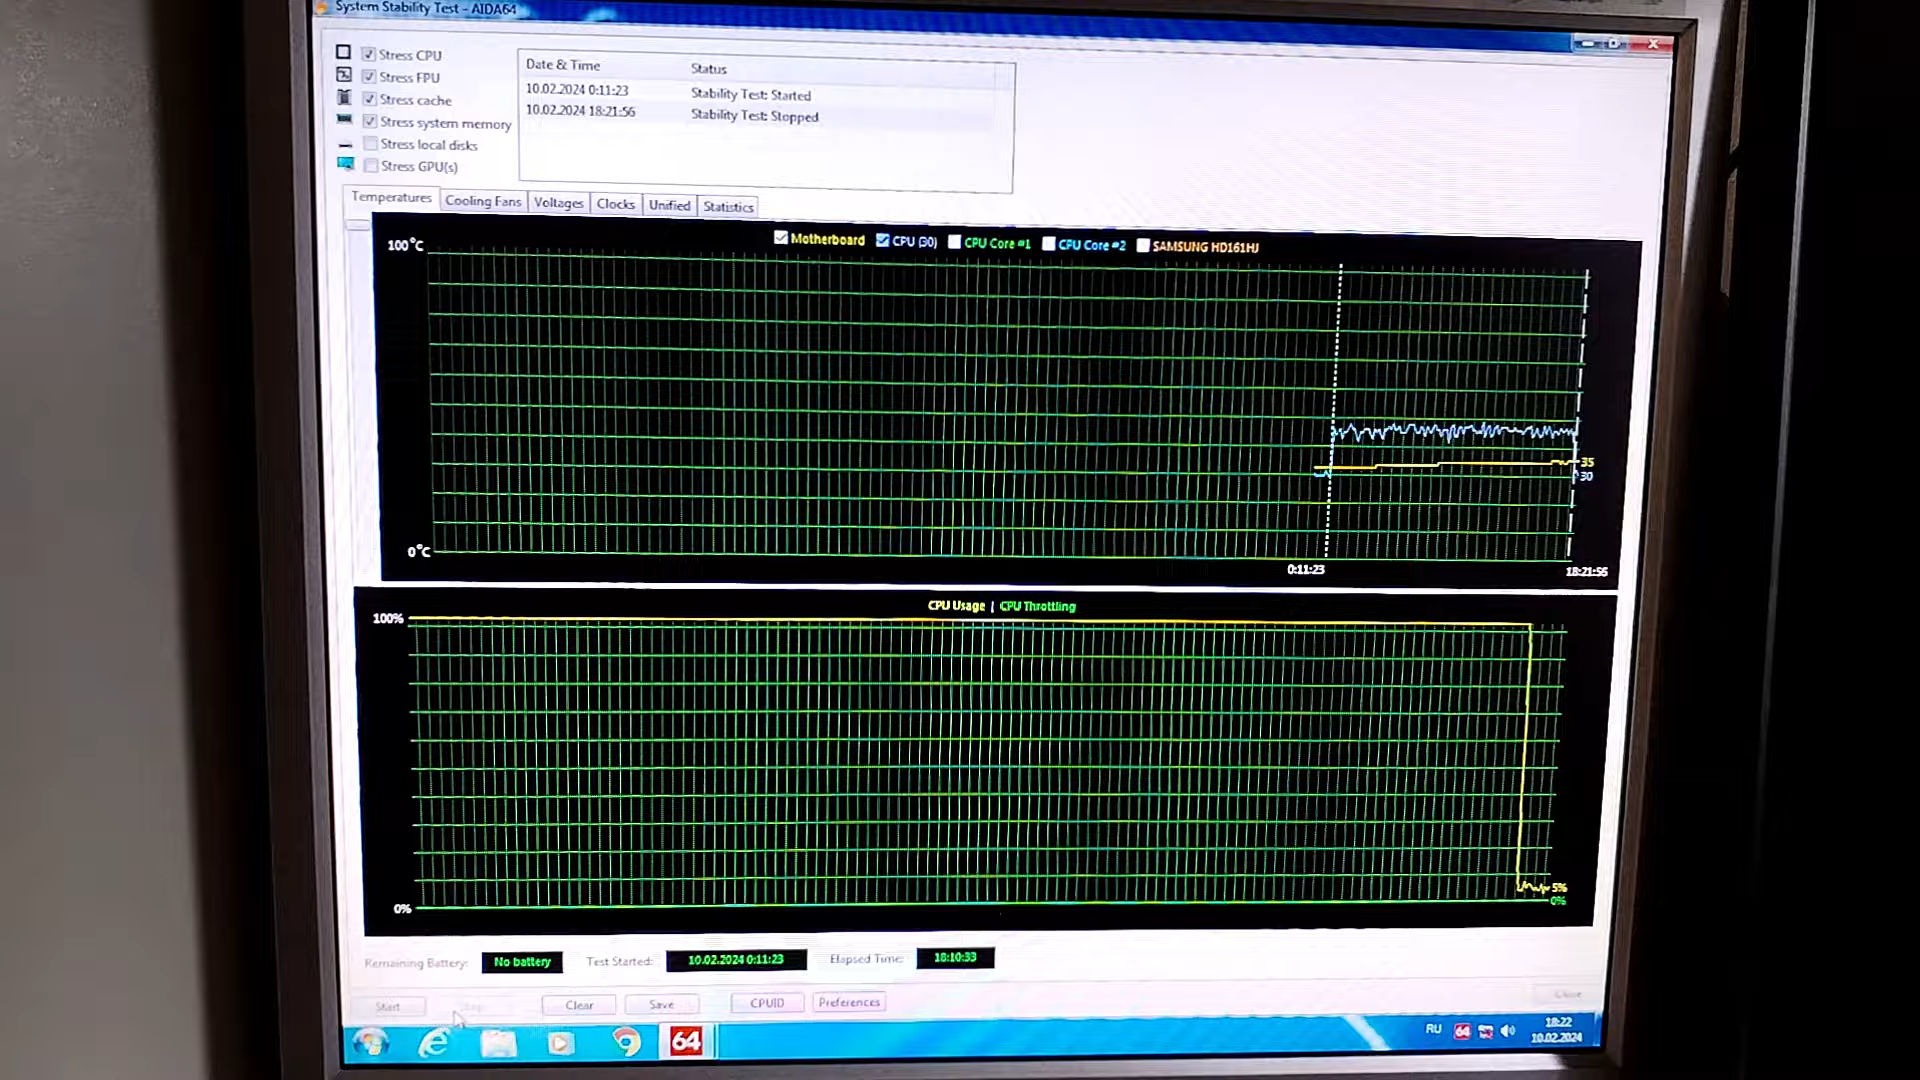 System Stability Test - AIDA64
Stress CPU
Stress FPU
Stress cache
Stress system memory
Stress local disks
Stress GPU(s)
Date & Time Status
10.02.2024 0:11:23 Stability Test: Started
10.02.2024 18:21:56 Stability Test: Stopped
Temperatures Cooling Fans Voltages Clocks Unified Statistics
Motherboard CPU (30) CPU Core #1 CPU Core #2 SAMSUNG HD161HJ
100°C
35
30
0°C
0:11:23 18:21:56
CPU Usage | CPU Throttling
100%
5%
0% 0%
Remaining Battery: No battery Test Started: 10.02.2024 0:11:23 Elapsed Time: 18:10:33
Start Stop Clear Save CPUID Preferences Close
64 RU 64 18:22
10.02.2024